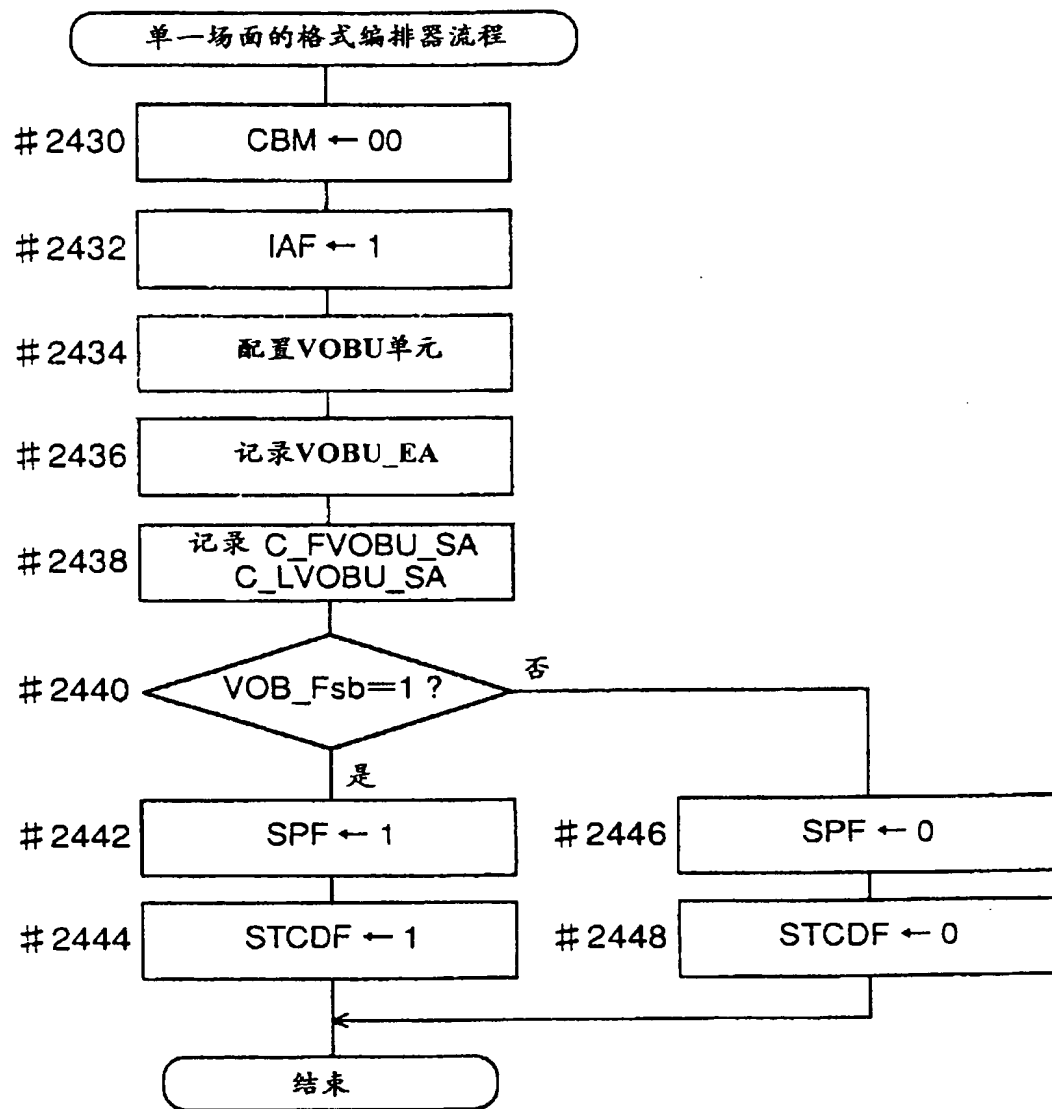 单一场面的格式编排器流程
#2430
CBM ← 00
#2432
IAF ← 1
#2434
配置VOBU单元
#2436
记录VOBU_EA
#2438
记录 C_FVOBU_SA
C_LVOBU_SA
#2440
VOB_Fsb=1 ?
否
是
#2442
SPF ← 1
#2446
SPF ← 0
#2444
STCDF ← 1
#2448
STCDF ← 0
结束